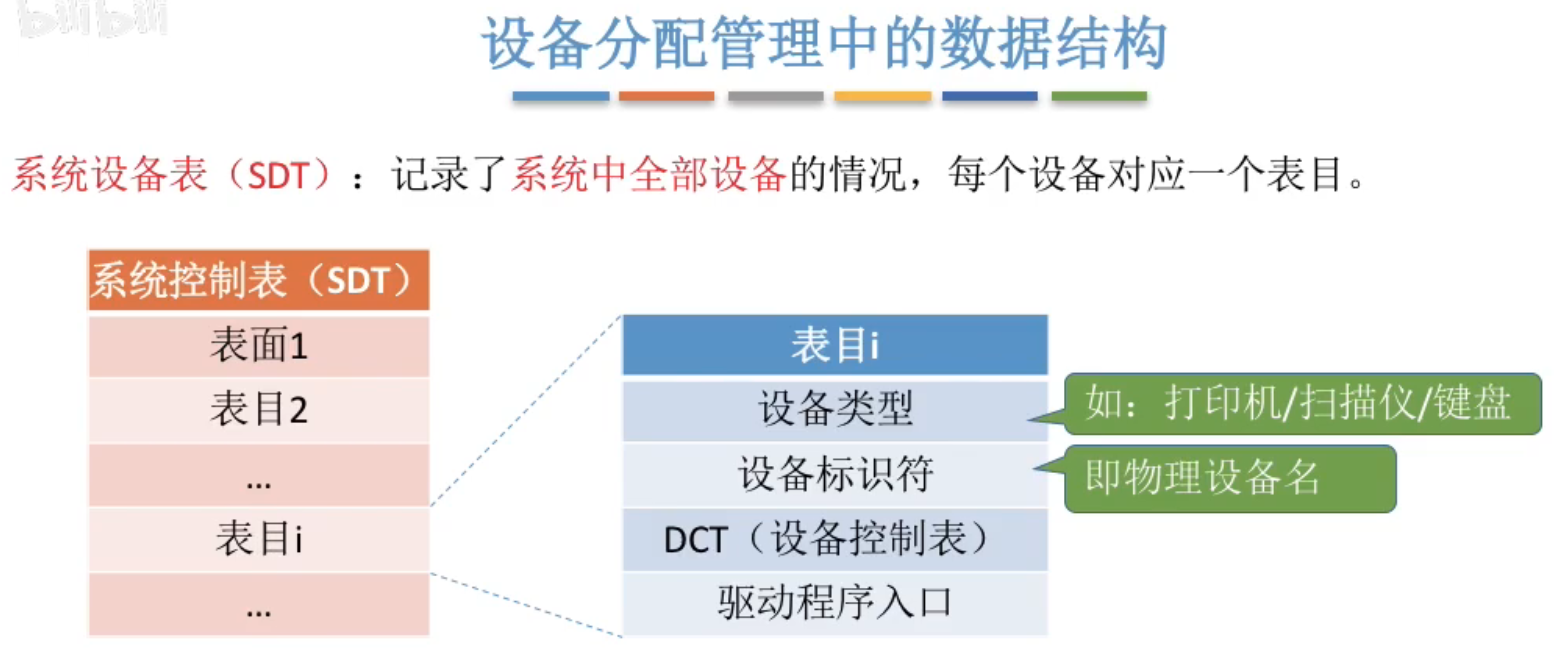 bilibili
设备分配管理中的数据结构
系统设备表（SDT）：记录了系统中全部设备的情况，每个设备对应一个表目。
系统控制表（SDT）
表面1
表目2
...
表目i
...
表目i
设备类型
设备标识符
DCT（设备控制表）
驱动程序入口
如：打印机/扫描仪/键盘
即物理设备名